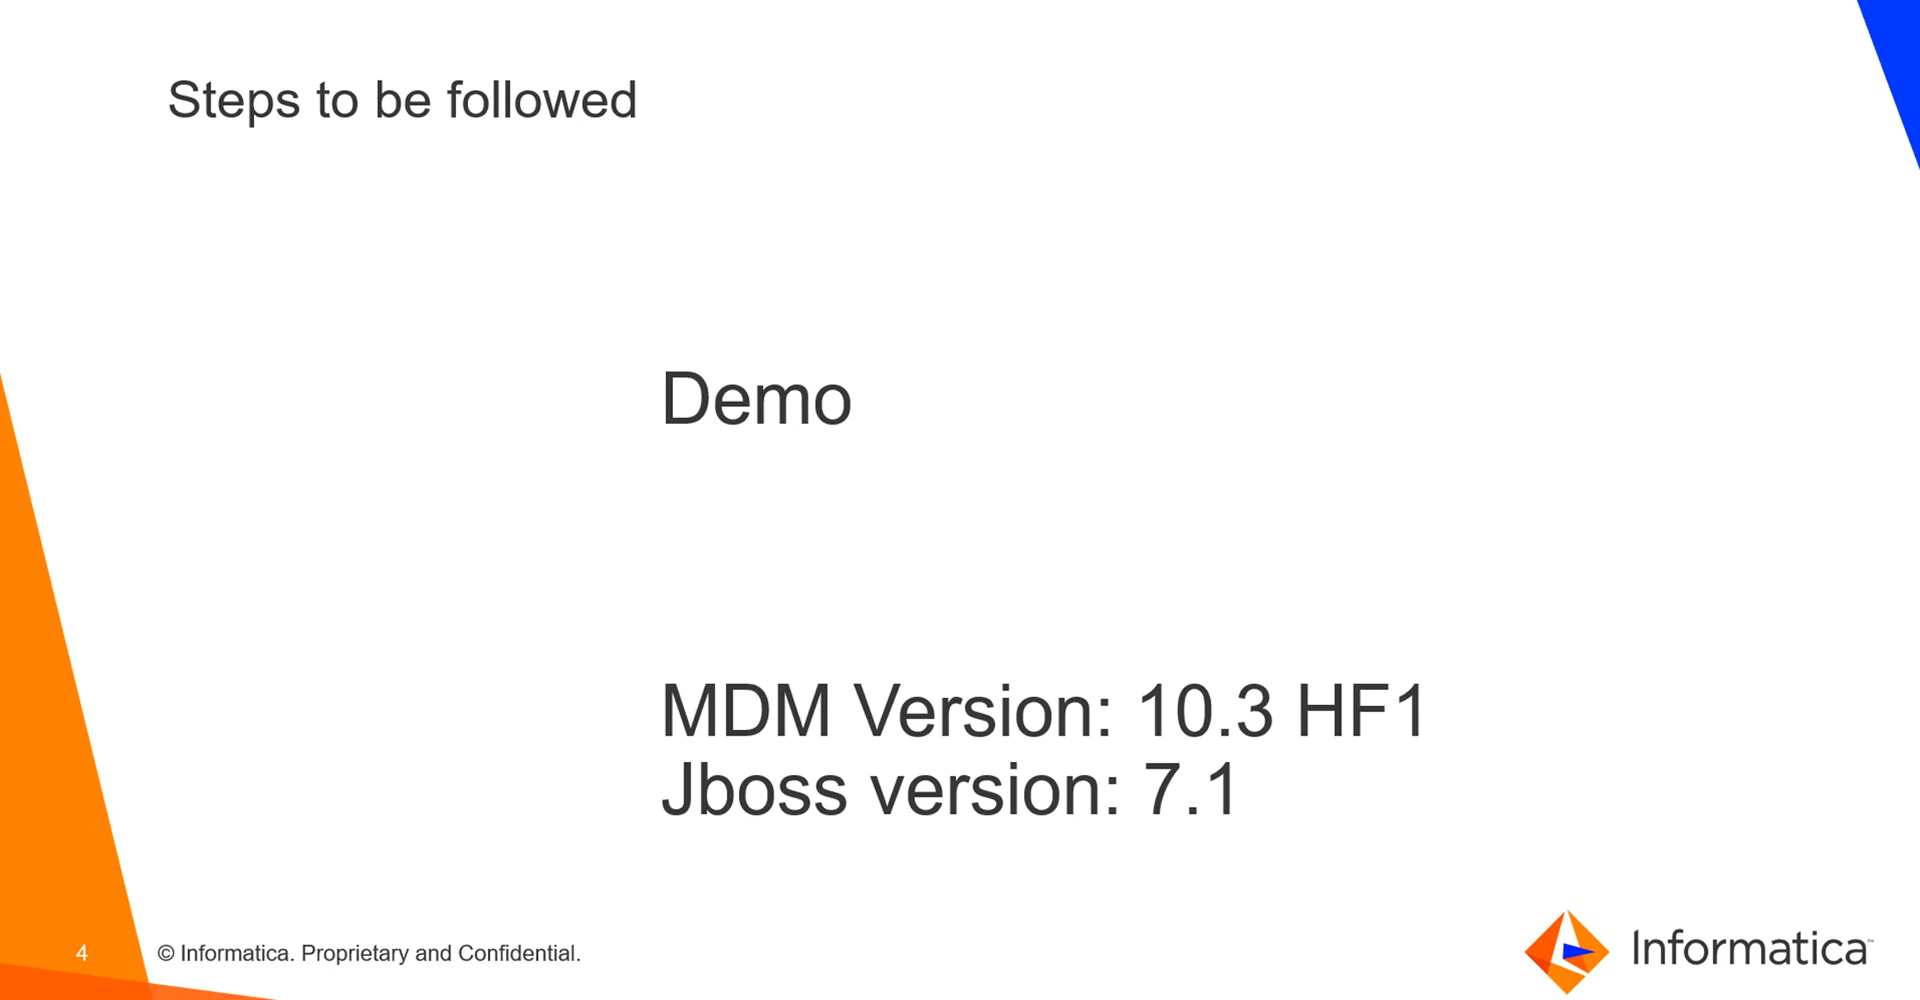 Steps to be followed
Demo
MDM Version: 10.3 HF1
Jboss version: 7.1
4
© Informatica. Proprietary and Confidential.
Informatica™